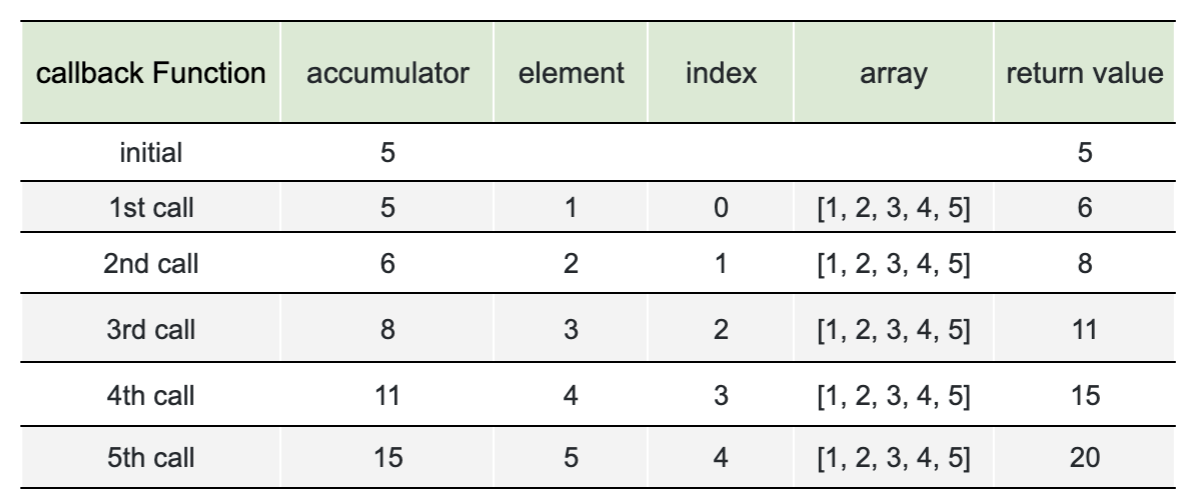 callback Function accumulator element index array return value
initial 5 5
1st call 5 1 0 [1, 2, 3, 4, 5] 6
2nd call 6 2 1 [1, 2, 3, 4, 5] 8
3rd call 8 3 2 [1, 2, 3, 4, 5] 11
4th call 11 4 3 [1, 2, 3, 4, 5] 15
5th call 15 5 4 [1, 2, 3, 4, 5] 20